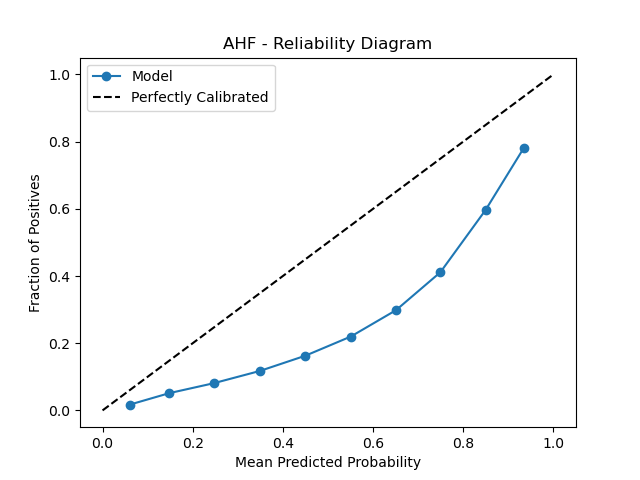 AHF - Reliability Diagram
Model
Perfectly Calibrated
Fraction of Positives
1.0
0.8
0.6
0.4
0.2
0.0
0.0 0.2 0.4 0.6 0.8 1.0
Mean Predicted Probability